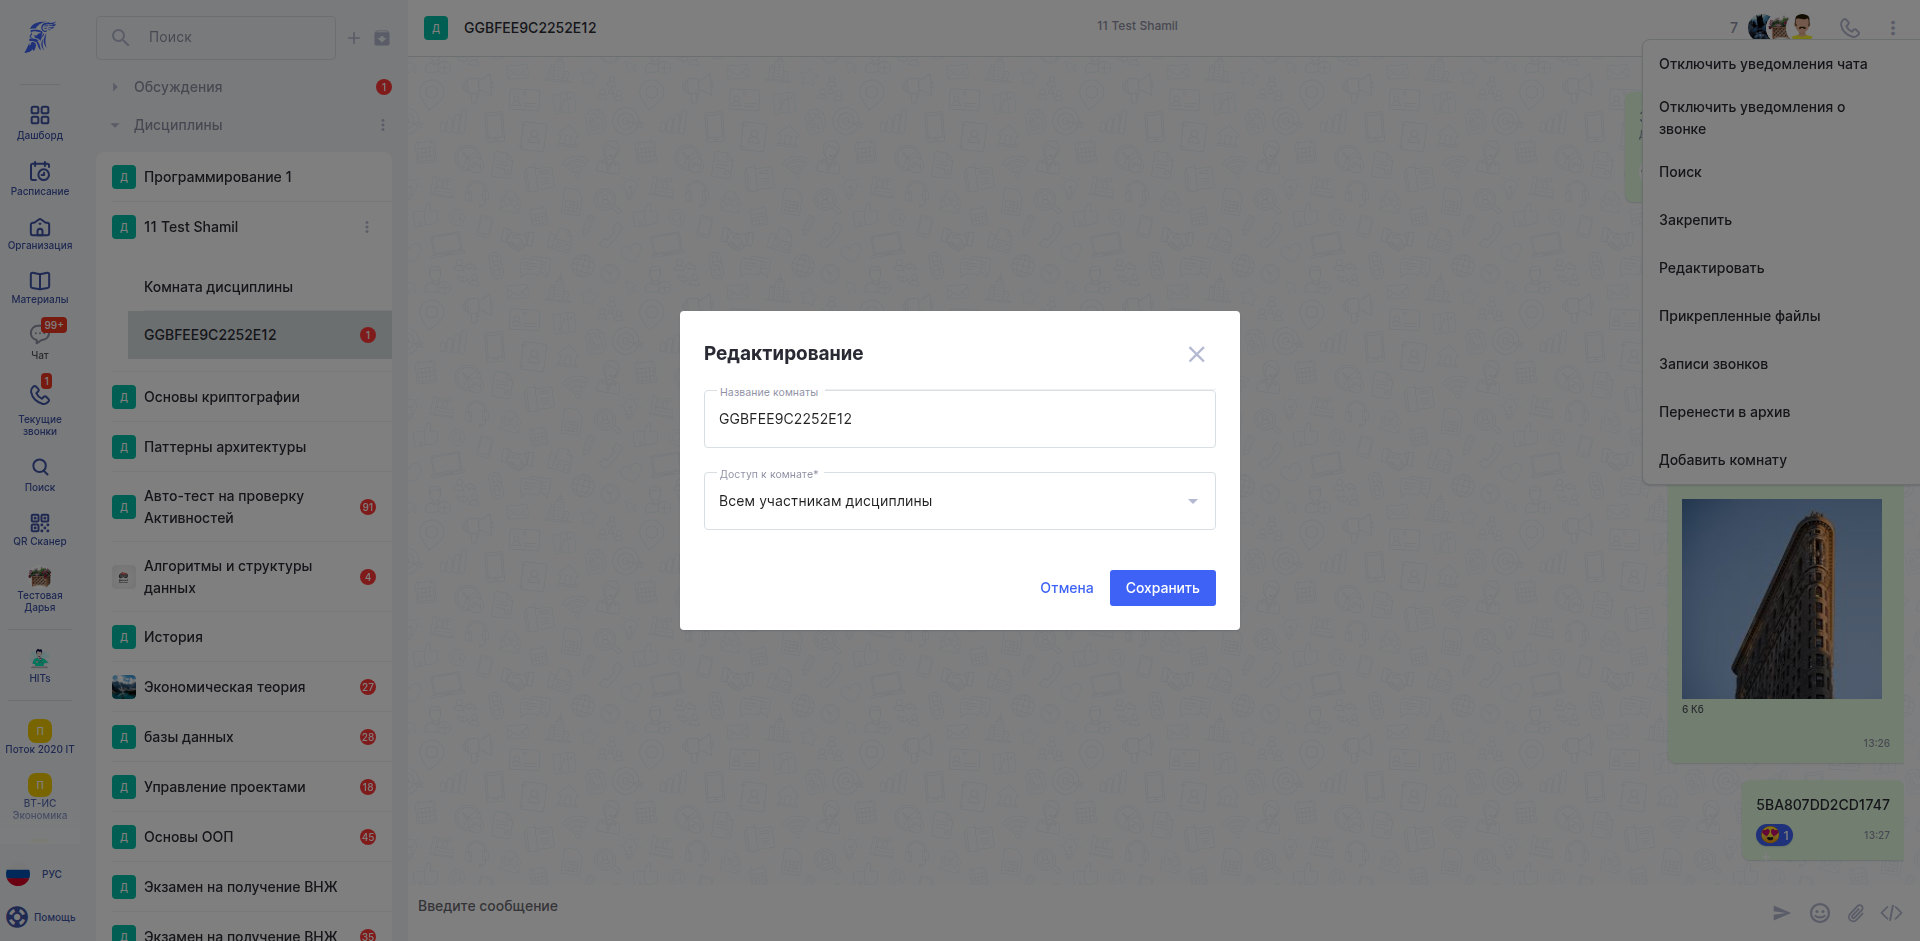 Поиск
Обсуждения
1
Дисциплины
Д
Программирование 1
Д
11 Test Shamil
Комната дисциплины
GGBFEE9C2252E12
1
Д
Основы криптографии
Д
Паттерны архитектуры
Д
Авто-тест на проверку
Активностей
91
Алгоритмы и структуры
данных
4
Д
История
Экономическая теория
27
Д
базы данных
28
Д
Управление проектами
18
Д
Основы ООП
45
Д
Экзамен на получение ВНЖ
Д
Экзамен на получение ВНЖ
35
Дашборд
Расписание
Организация
Материалы
99+
Чат
1
Текущие
звонки
Поиск
QR Сканер
Тестовая
Дарья
HITs
П
Поток 2020 IT
П
ВТ-ИС
Экономика
РУС
Помощь
Д
GGBFEE9C2252E12
11 Test Shamil
7
Отключить уведомления чата
Отключить уведомления о
звонке
Поиск
Закрепить
Редактировать
Прикрепленные файлы
Записи звонков
Перенести в архив
Добавить комнату
Редактирование
Название комнаты
GGBFEE9C2252E12
Доступ к комнате*
Всем участникам дисциплины
Отмена
Сохранить
6 Кб
13:26
5BA807DD2CD1747
1
13:27
Введите сообщение